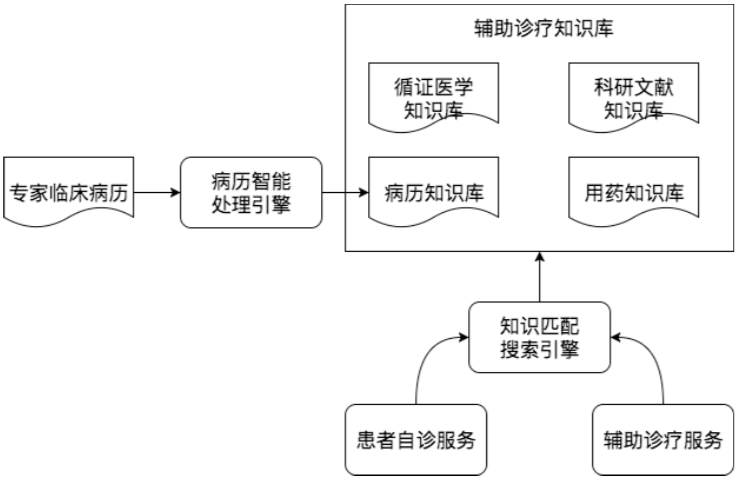 辅助诊疗知识库
循证医学
知识库
科研文献
知识库
专家临床病历
病历智能
处理引擎
病历知识库
用药知识库
知识匹配
搜索引擎
患者自诊服务
辅助诊疗服务